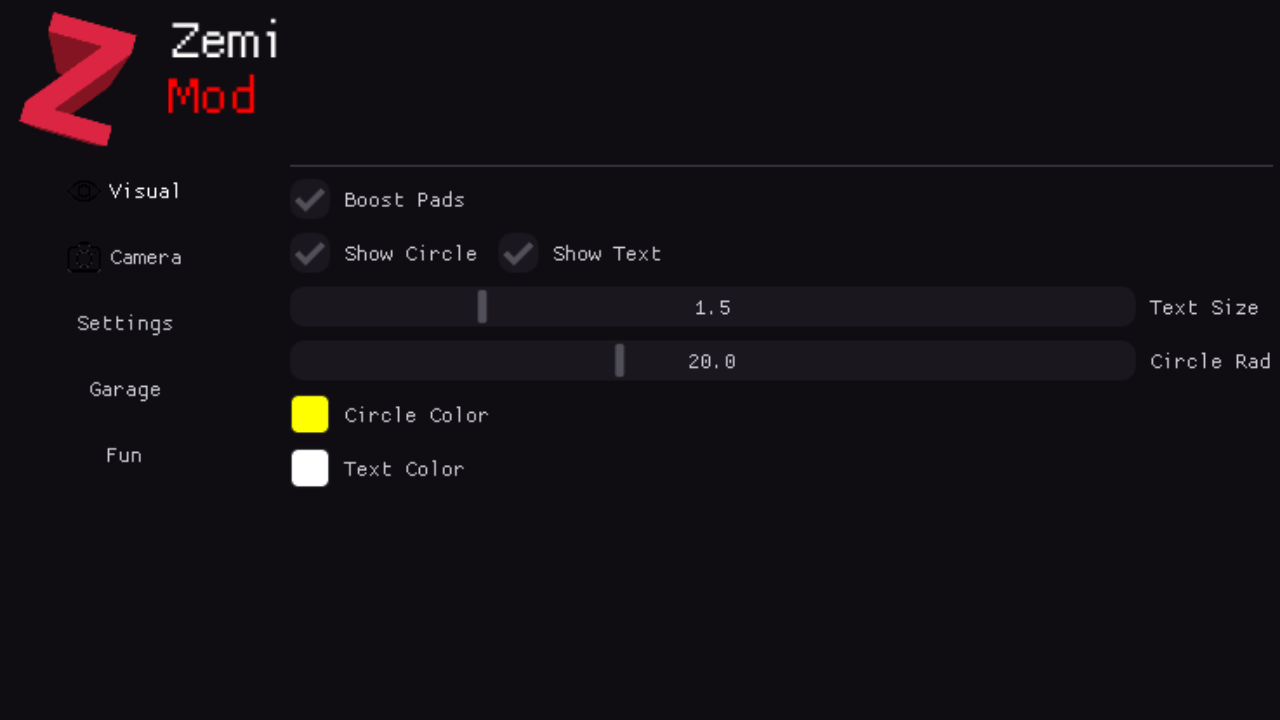 Zemi
Mod
Visual
Camera
Settings
Garage
Fun
Boost Pads
Show Circle Show Text
1.5 Text Size
20.0 Circle Rad
Circle Color
Text Color